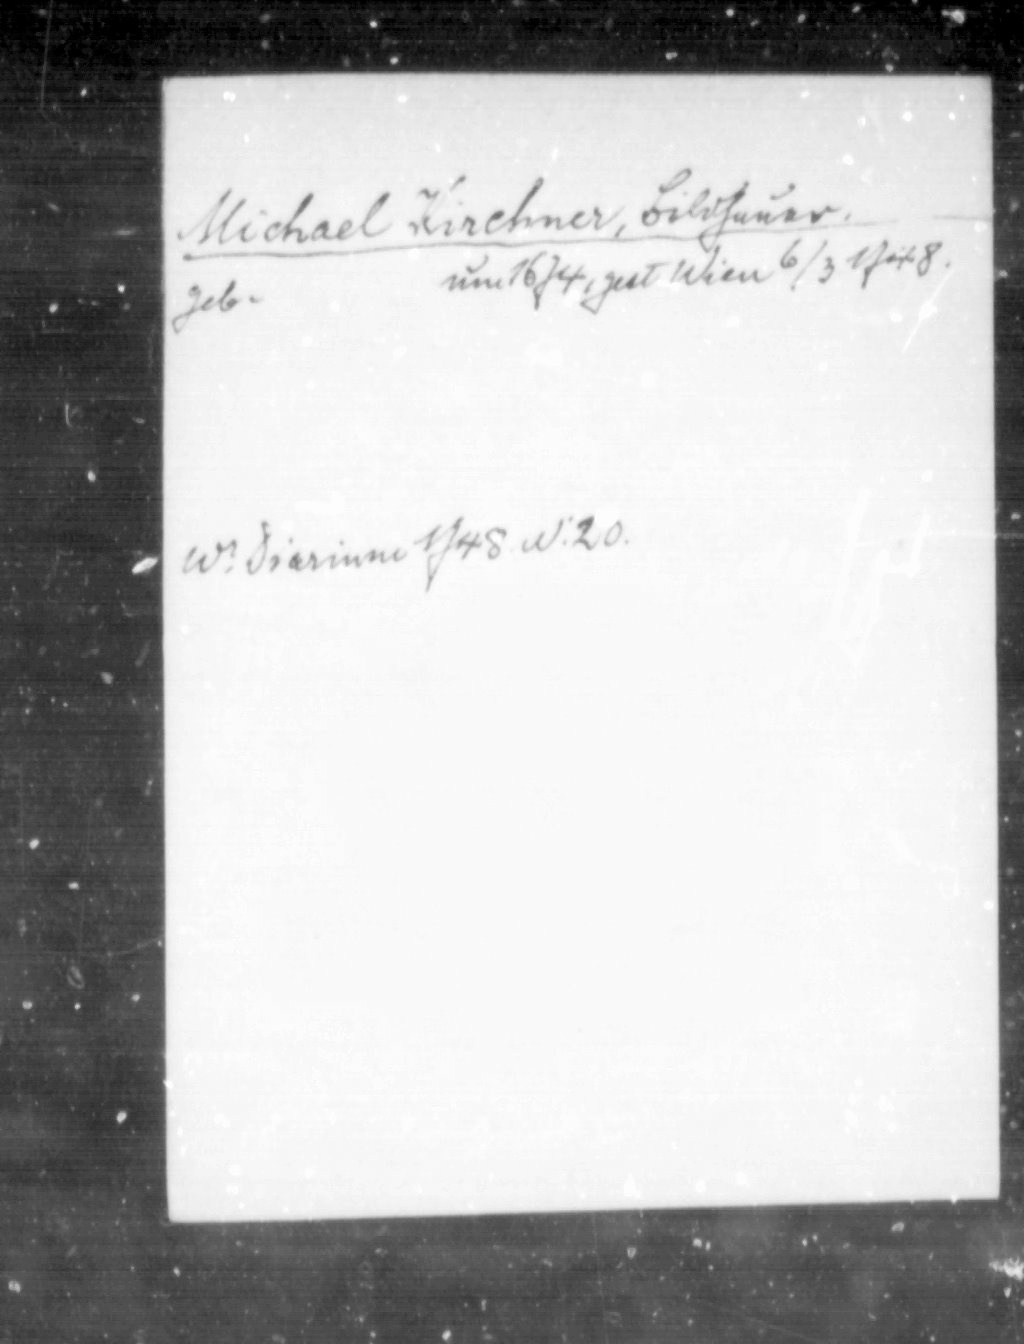 Michael Kirchner, Bildhauer.
geb. um 1674, gest Wien 6/3 1748.
Wr. Diarium 1748 N: 20.